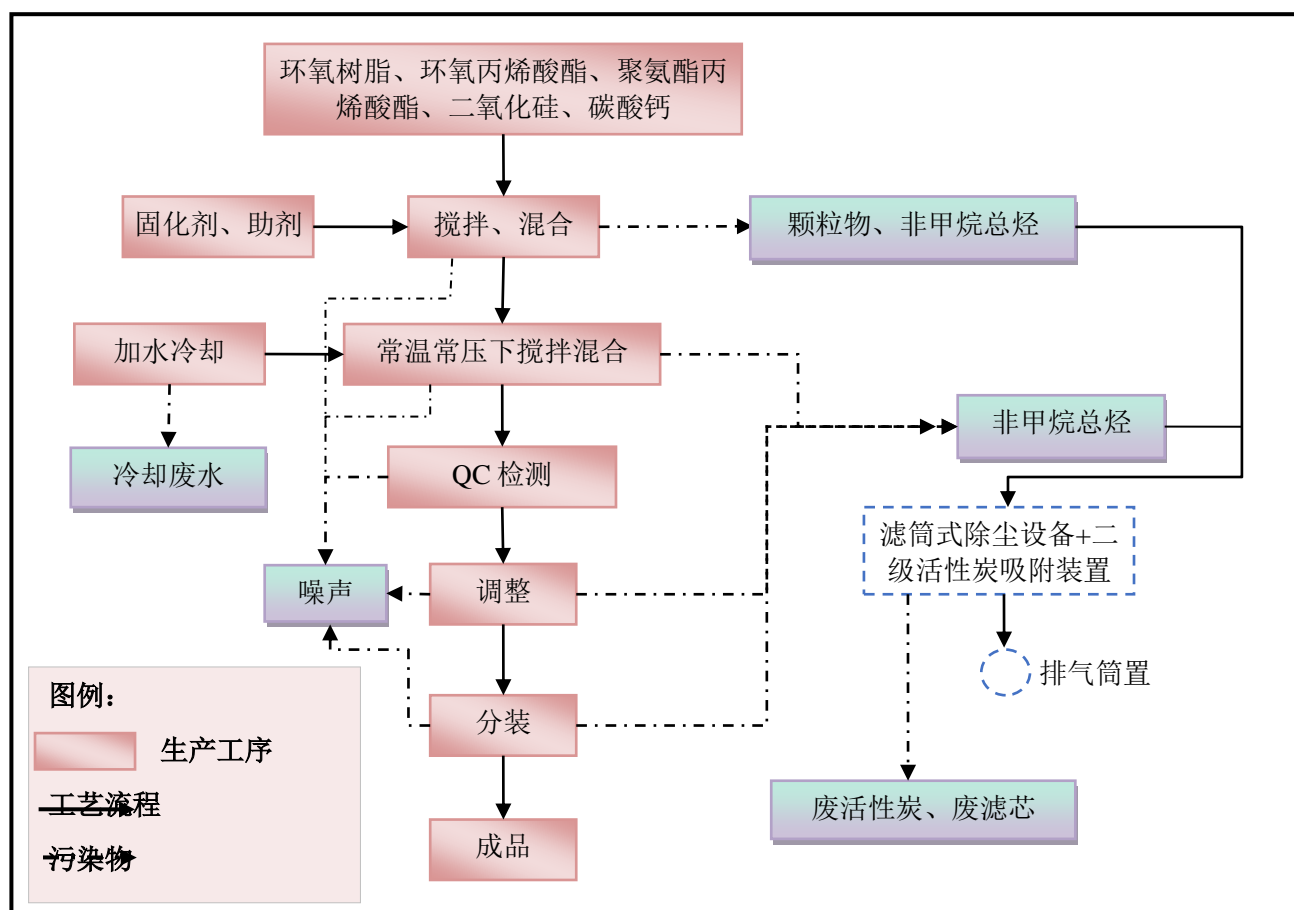 环氧树脂、环氧丙烯酸酯、聚氨酯丙
烯酸酯、二氧化硅、碳酸钙
固化剂、助剂
搅拌、混合
颗粒物、非甲烷总烃
加水冷却
常温常压下搅拌混合
非甲烷总烃
冷却废水
QC 检测
滤筒式除尘设备+二
级活性炭吸附装置
噪声
调整
排气筒置
图例：
生产工序
分装
工艺流程
污染物
废活性炭、废滤芯
成品